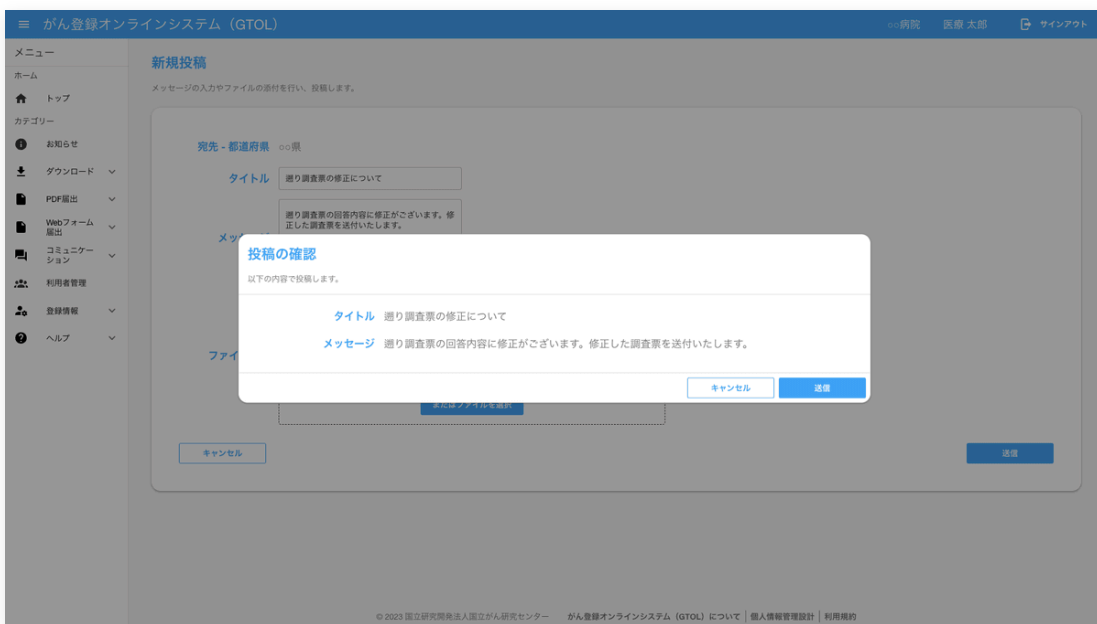 がん登録オンラインシステム（GTOL）
○○病院 医療 太郎 サインアウト
メニュー
ホーム
トップ
カテゴリー
お知らせ
ダウンロード
PDF届出
Webフォーム
届出
コミュニケー
ション
利用者管理
登録情報
ヘルプ
新規投稿
メッセージの入力やファイルの添付を行い、投稿します。
宛先 - 都道府県 ○○県
タイトル 遡り調査票の修正について
遡り調査票の回答内容に修正がございます。修
正した調査票を送付いたします。
メッ
投稿の確認
以下の内容で投稿します。
タイトル 遡り調査票の修正について
メッセージ 遡り調査票の回答内容に修正がございます。修正した調査票を送付いたします。
キャンセル 送信
ファイ
またはファイルを選択
キャンセル 送信
© 2023 国立研究開発法人国立がん研究センター がん登録オンラインシステム（GTOL）について | 個人情報管理設計 | 利用規約